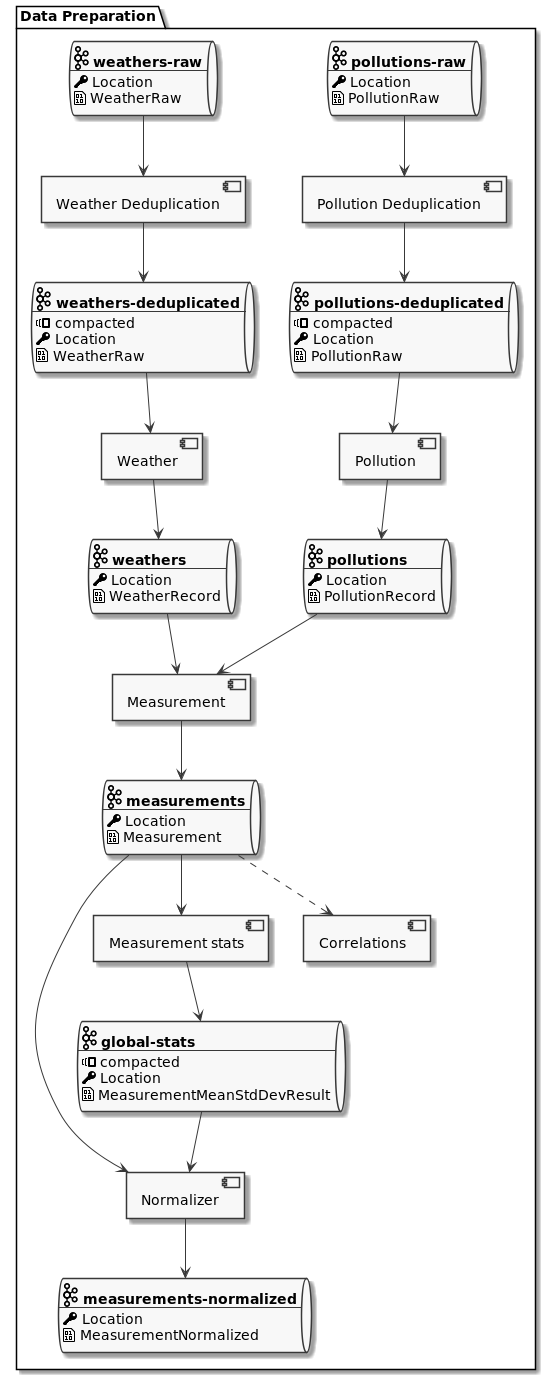 Data Preparation
weathers-raw
Location
WeatherRaw
pollutions-raw
Location
PollutionRaw
Weather Deduplication
Pollution Deduplication
weathers-deduplicated
compacted
Location
WeatherRaw
pollutions-deduplicated
compacted
Location
PollutionRaw
Weather
Pollution
weathers
Location
WeatherRecord
pollutions
Location
PollutionRecord
Measurement
measurements
Location
Measurement
Measurement stats
Correlations
global-stats
compacted
Location
MeasurementMeanStdDevResult
Normalizer
measurements-normalized
Location
MeasurementNormalized